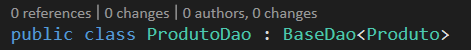 0 references | 0 changes | 0 authors, 0 changes
public class ProdutoDao : BaseDao<Produto>